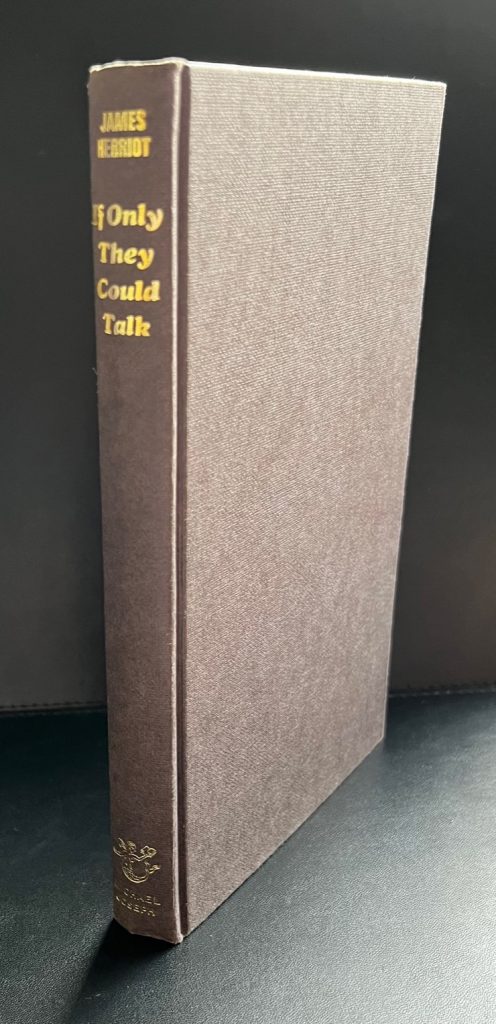 JAMES
HERRIOT
If Only
They
Could
Talk
MICHAEL
JOSEPH